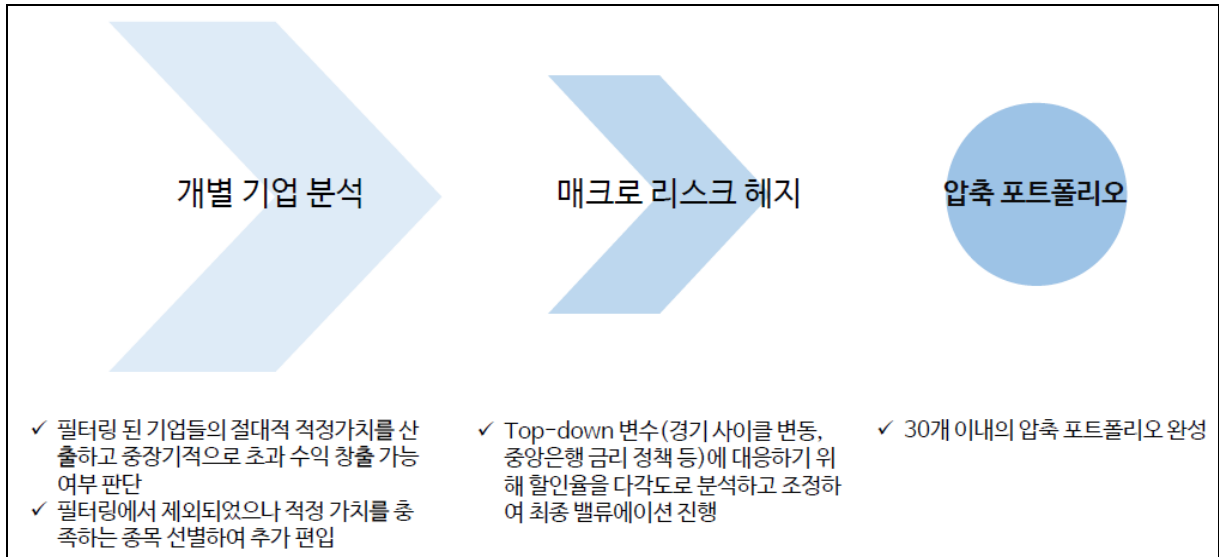 개별 기업 분석
매크로 리스크 헤지
압축 포트폴리오
✓ 필터링 된 기업들의 절대적 적정가치를 산
출하고 중장기적으로 초과 수익 창출 가능
여부 판단
✓ 필터링에서 제외되었으나 적정 가치를 충
족하는 종목 선별하여 추가 편입
✓ Top-down 변수(경기 사이클 변동,
중앙은행 금리 정책 등)에 대응하기 위
해 할인율을 다각도로 분석하고 조정하
여 최종 밸류에이션 진행
✓ 30개 이내의 압축 포트폴리오 완성